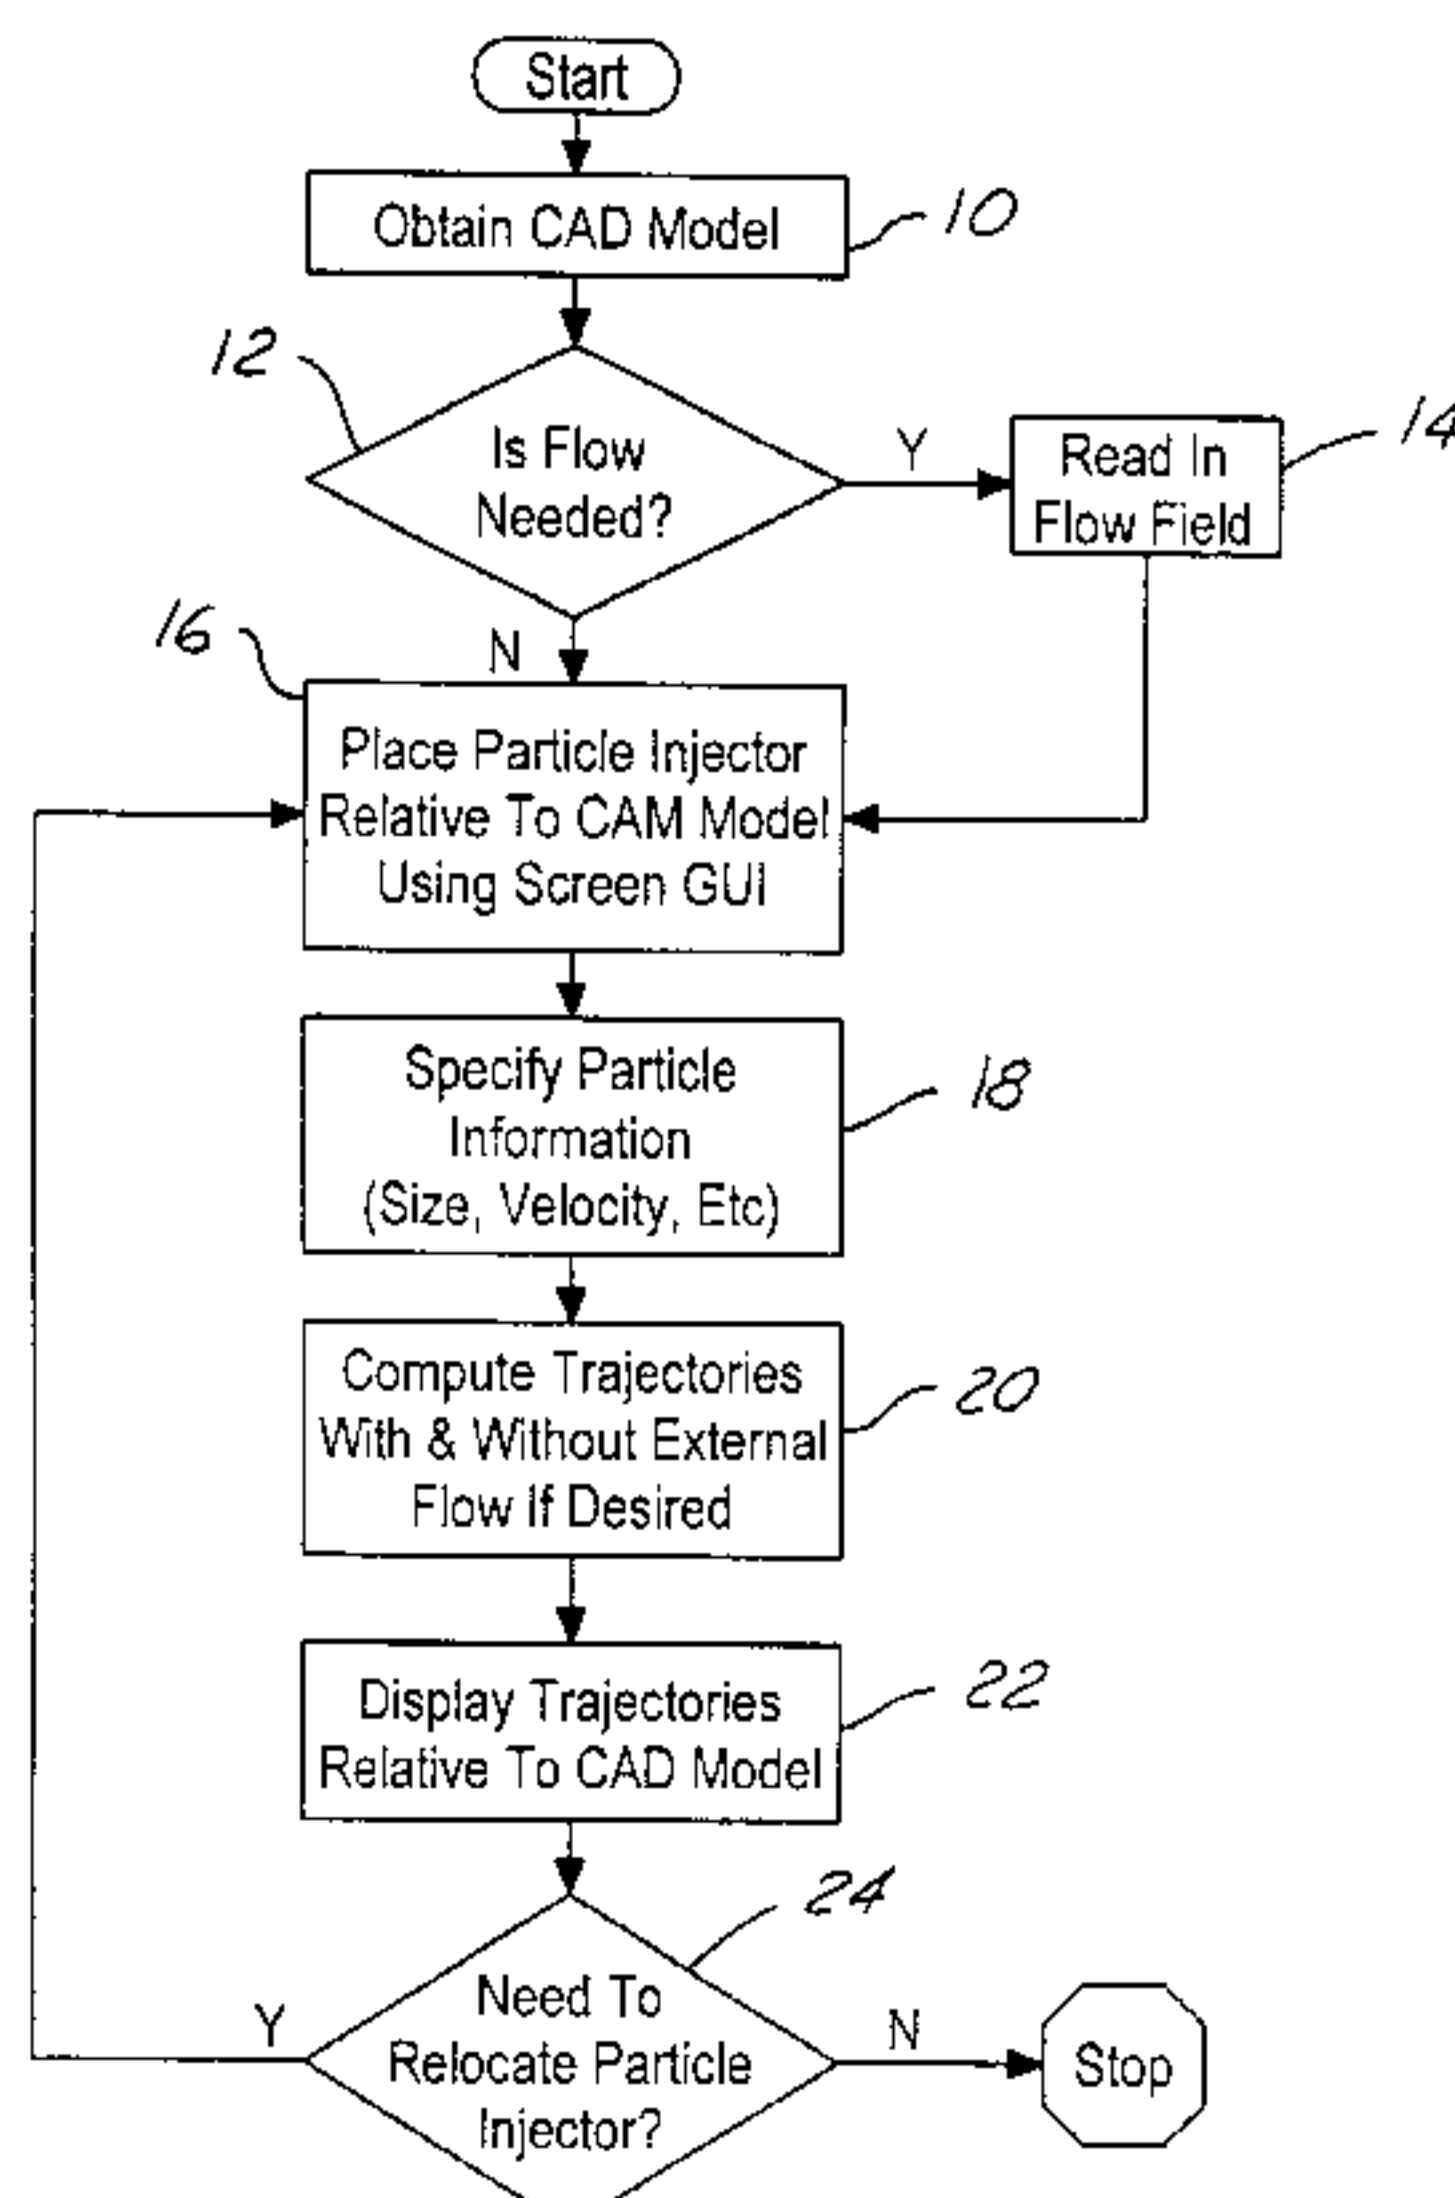 Start
Obtain CAD Model
10
12
Is Flow
Needed?
Y
Read In
Flow Field
14
N
16
Place Particle Injector
Relative To CAM Model
Using Screen GUI
Specify Particle
Information
(Size, Velocity, Etc)
18
Compute Trajectories
With & Without External
Flow If Desired
20
Display Trajectories
Relative To CAD Model
22
24
Need To
Relocate Particle
Injector?
Y
N
Stop